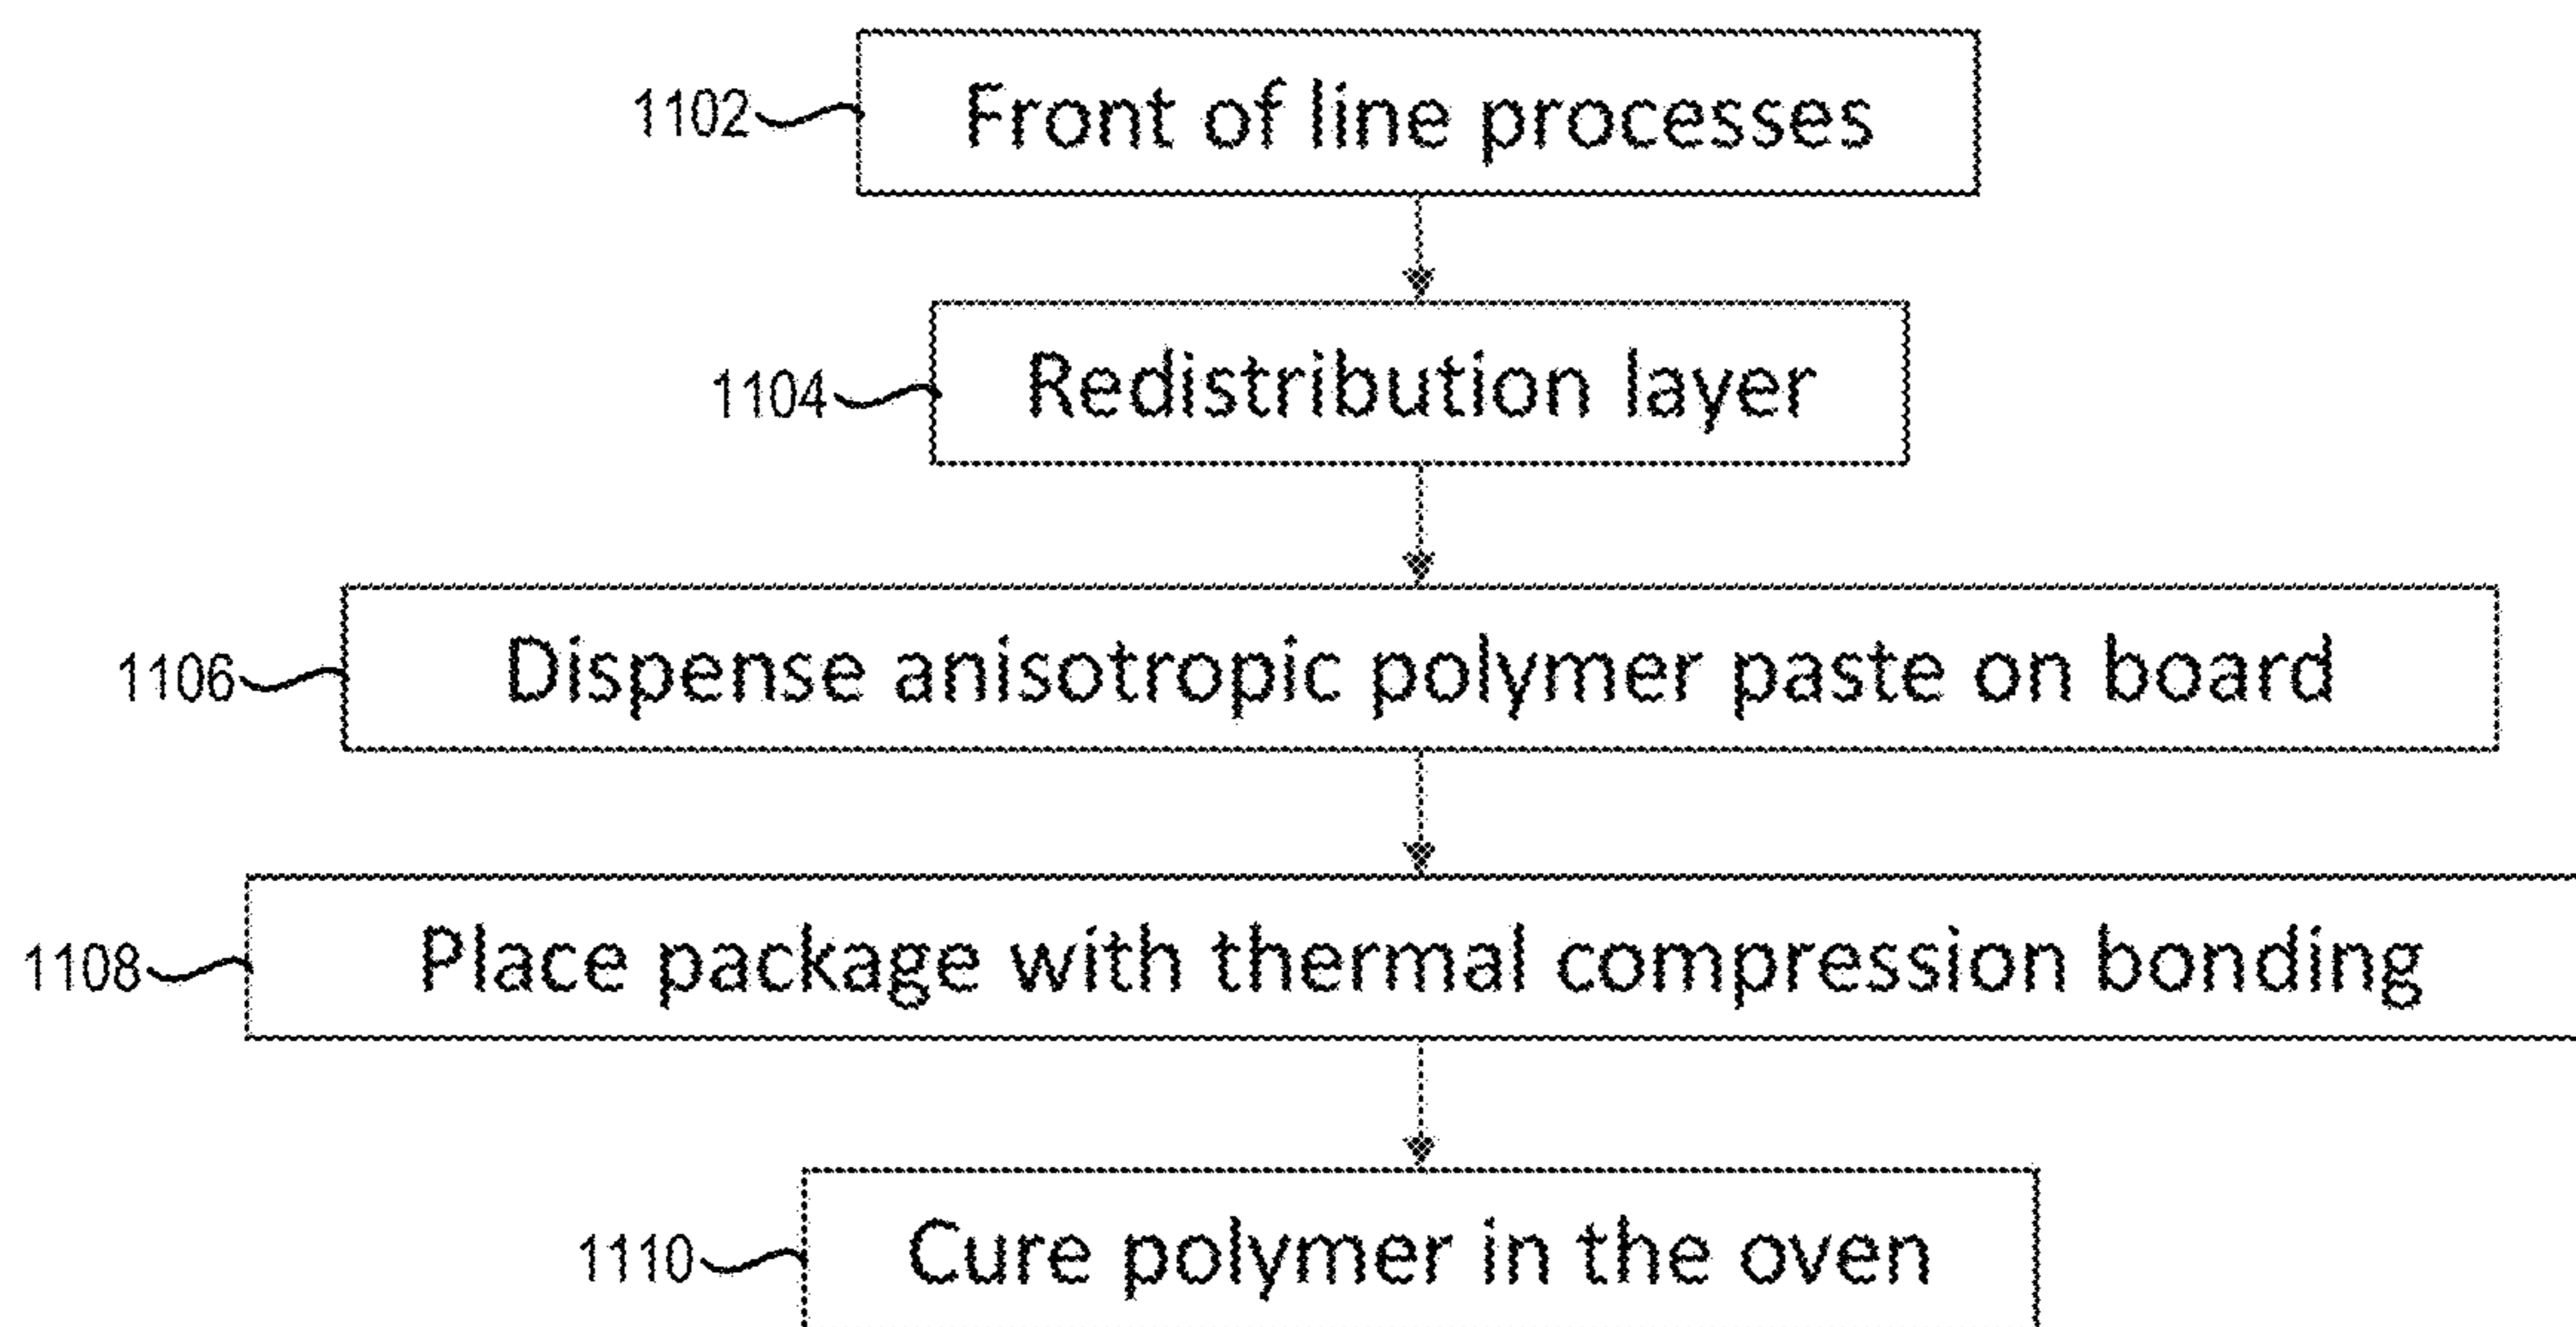 1102 Front of line processes
1104 Redistribution layer
1106 Dispense anisotropic polymer paste on board
1108 Place package with thermal compression bonding
1110 Cure polymer in the oven